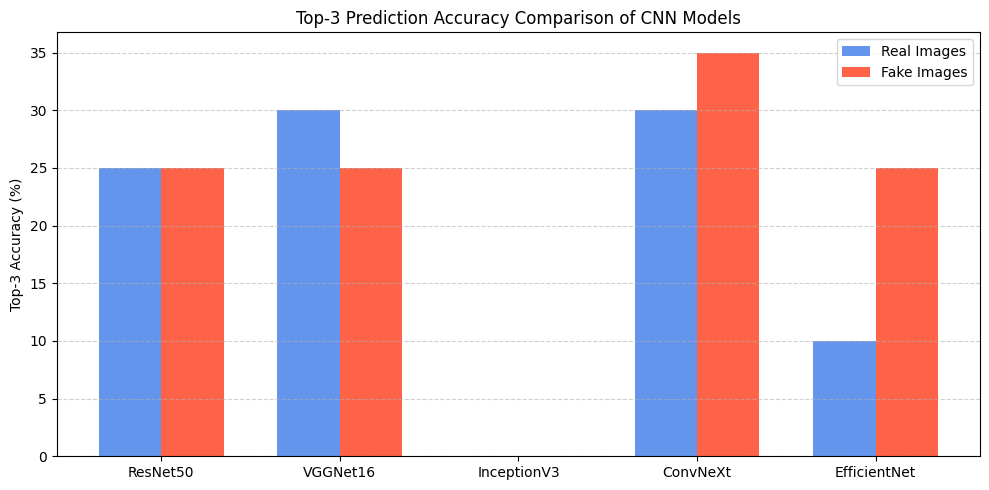 Top-3 Prediction Accuracy Comparison of CNN Models
Real Images
Fake Images
Top-3 Accuracy (%)
35
30
25
20
15
10
5
0
ResNet50 VGGNet16 InceptionV3 ConvNeXt EfficientNet